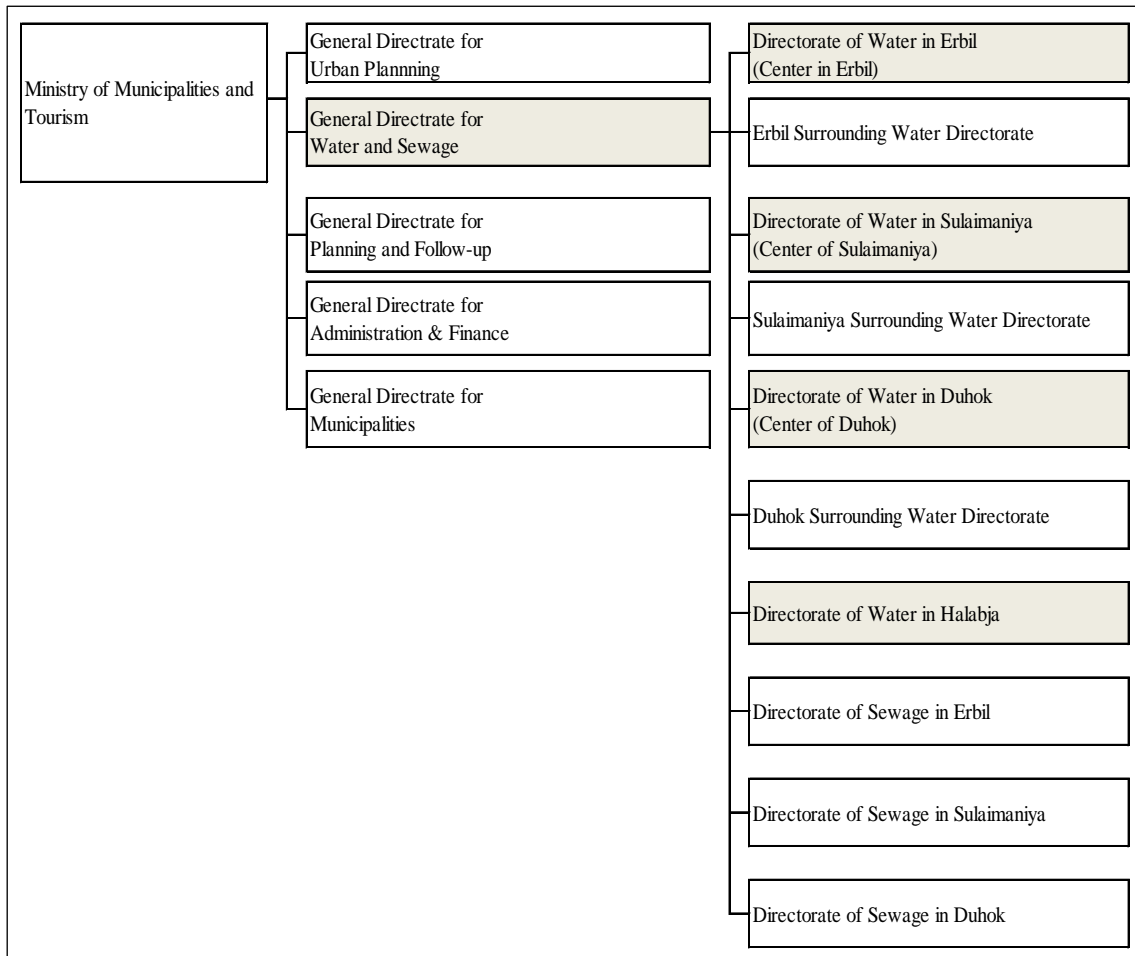 Ministry of Municipalities and
Tourism
General Directrate for
Urban Plannning
General Directrate for
Water and Sewage
General Directrate for
Planning and Follow-up
General Directrate for
Administration & Finance
General Directrate for
Municipalities
Directorate of Water in Erbil
(Center in Erbil)
Erbil Surrounding Water Directorate
Directorate of Water in Sulaimaniya
(Center of Sulaimaniya)
Sulaimaniya Surrounding Water Directorate
Directorate of Water in Duhok
(Center of Duhok)
Duhok Surrounding Water Directorate
Directorate of Water in Halabja
Directorate of Sewage in Erbil
Directorate of Sewage in Sulaimaniya
Directorate of Sewage in Duhok